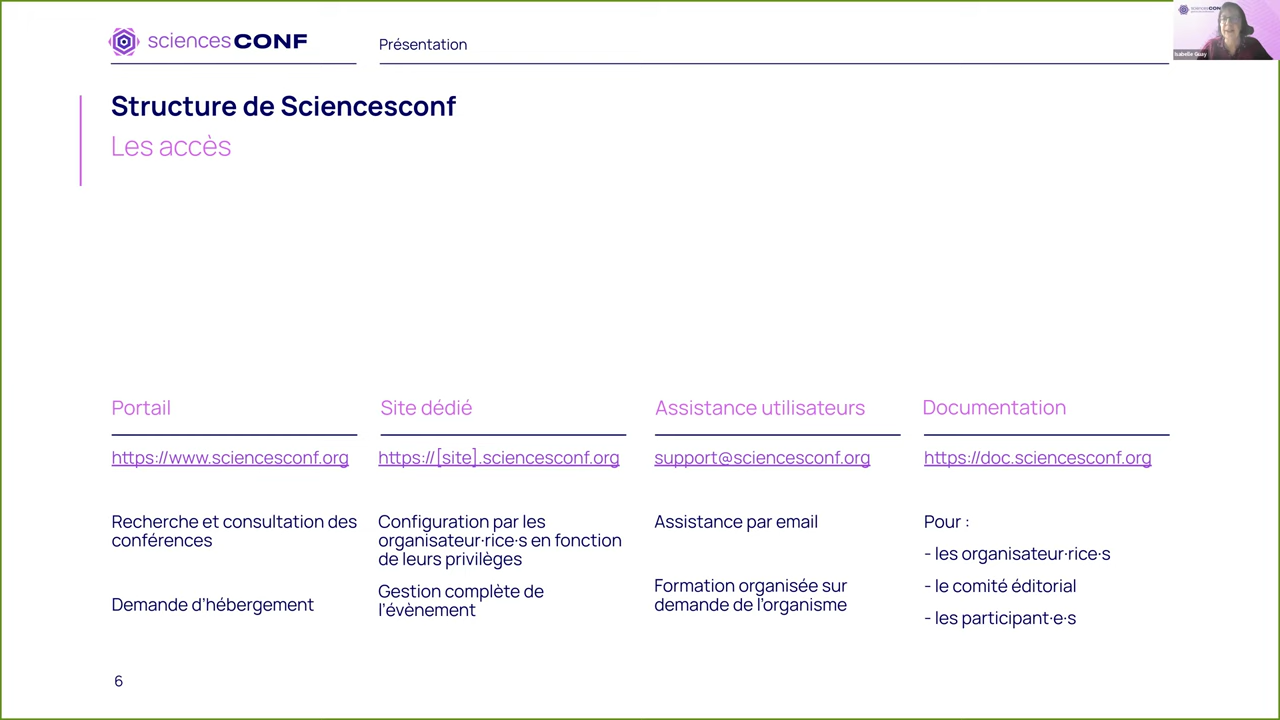 sciencesCONF
Présentation
Isabelle Guay
Structure de Sciencesconf
Les accès
Portail
https://www.sciencesconf.org
Recherche et consultation des
conférences
Demande d'hébergement
Site dédié
https://[site].sciencesconf.org
Configuration par les
organisateur·rice·s en fonction
de leurs privilèges
Gestion complète de
l'évènement
Assistance utilisateurs
support@sciencesconf.org
Assistance par email
Formation organisée sur
demande de l'organisme
Documentation
https://doc.sciencesconf.org
Pour :
- les organisateur·rice·s
- le comité éditorial
- les participant·e·s
6